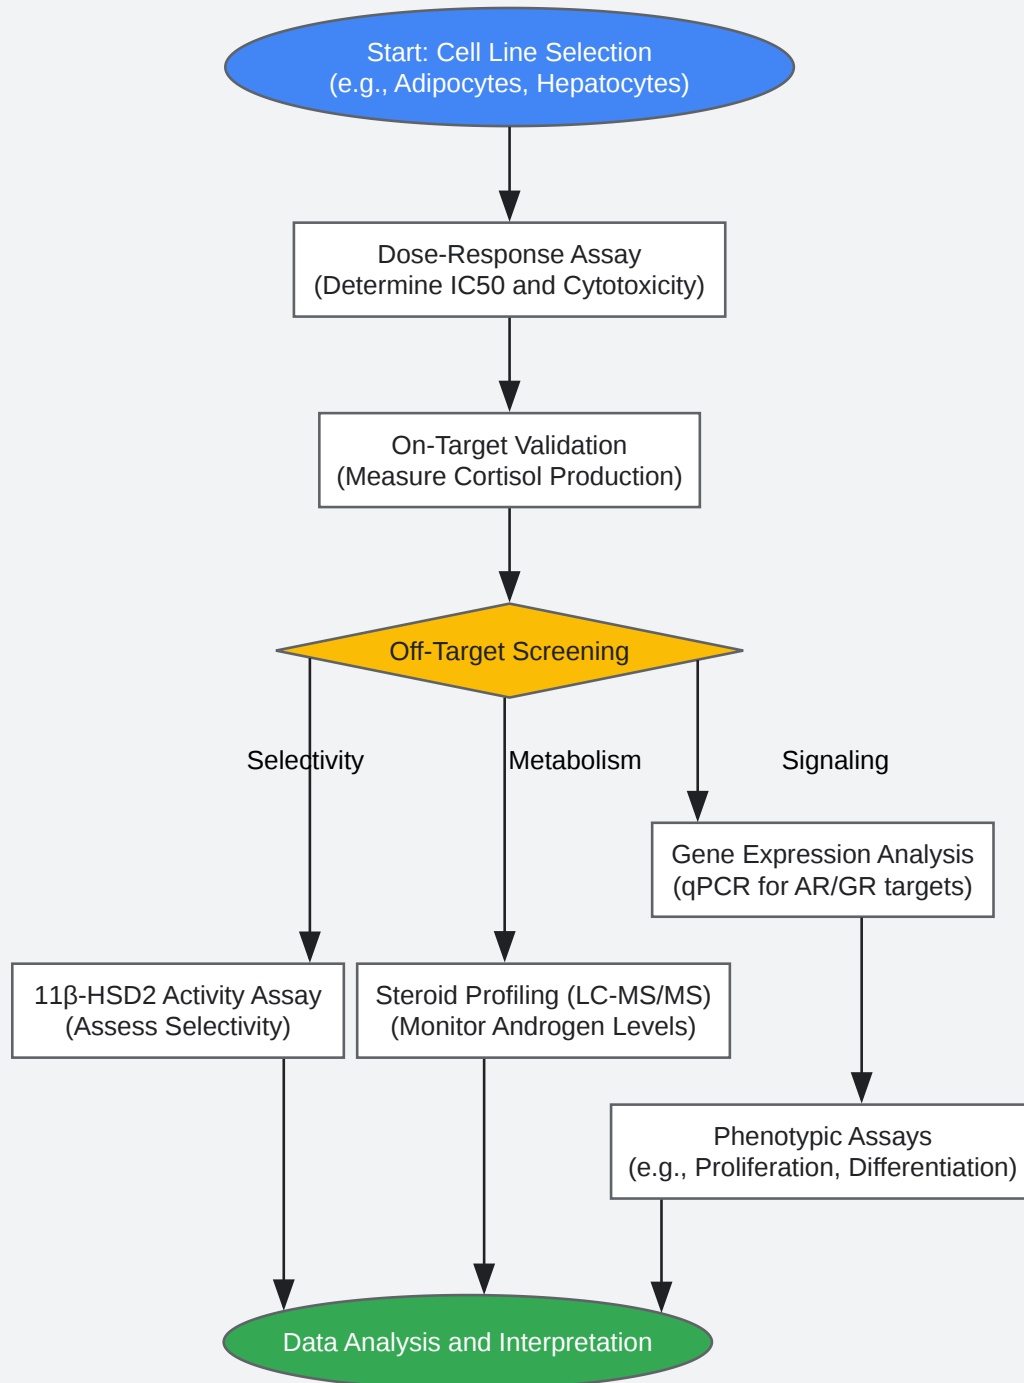 Start: Cell Line Selection
(e.g., Adipocytes, Hepatocytes)
Dose-Response Assay
(Determine IC50 and Cytotoxicity)
On-Target Validation
(Measure Cortisol Production)
Off-Target Screening
Selectivity
Metabolism
Signaling
Gene Expression Analysis
(qPCR for AR/GR targets)
11β-HSD2 Activity Assay
(Assess Selectivity)
Steroid Profiling (LC-MS/MS)
(Monitor Androgen Levels)
Phenotypic Assays
(e.g., Proliferation, Differentiation)
Data Analysis and Interpretation